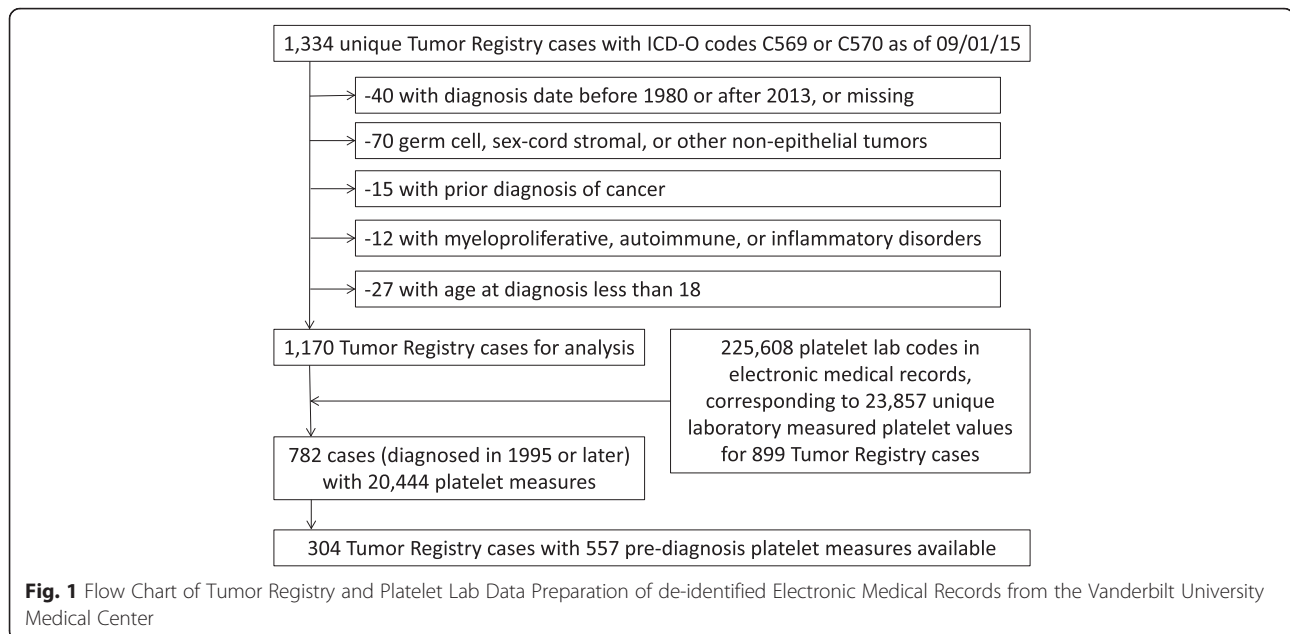 1,334 unique Tumor Registry cases with ICD-O codes C569 or C570 as of 09/01/15
-40 with diagnosis date before 1980 or after 2013, or missing
-70 germ cell, sex-cord stromal, or other non-epithelial tumors
-15 with prior diagnosis of cancer
-12 with myeloproliferative, autoimmune, or inflammatory disorders
-27 with age at diagnosis less than 18
1,170 Tumor Registry cases for analysis
225,608 platelet lab codes in
electronic medical records,
corresponding to 23,857 unique
laboratory measured platelet values
for 899 Tumor Registry cases
782 cases (diagnosed in 1995 or later)
with 20,444 platelet measures
304 Tumor Registry cases with 557 pre-diagnosis platelet measures available
Fig. 1 Flow Chart of Tumor Registry and Platelet Lab Data Preparation of de-identified Electronic Medical Records from the Vanderbilt University
Medical Center